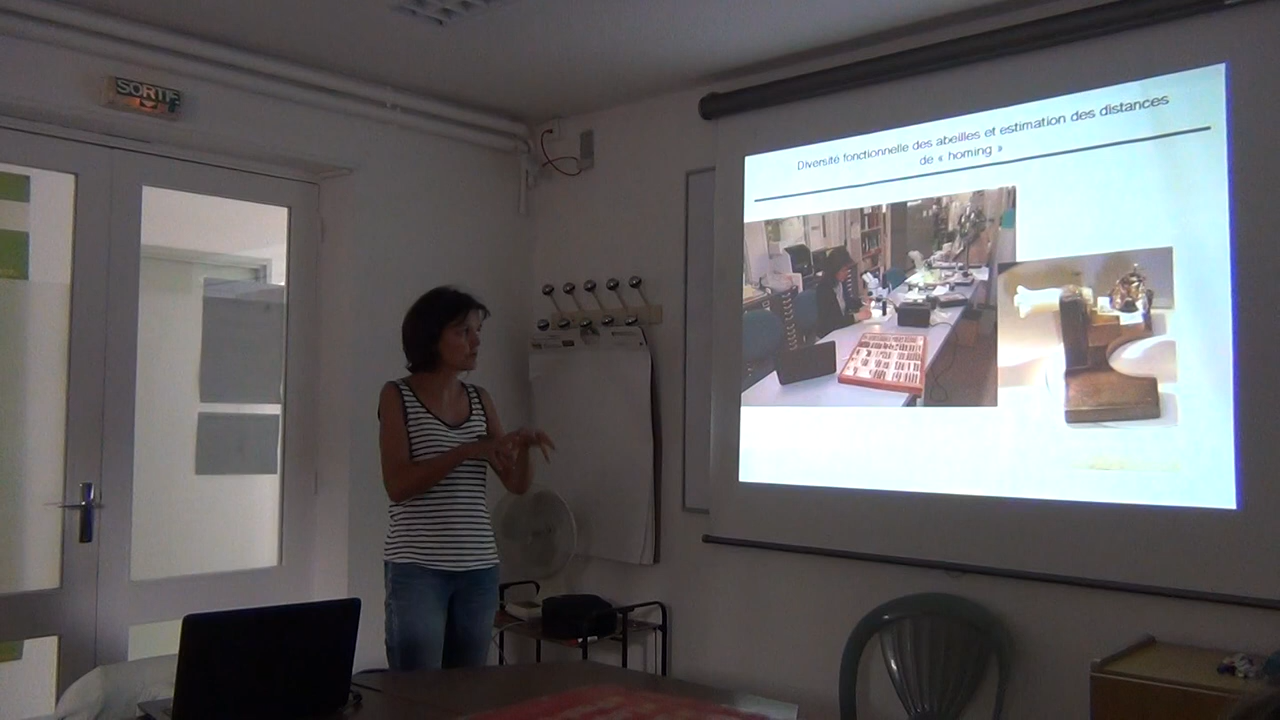 SORTIE
Diversité fonctionnelle des abeilles et estimation des distances
de « homing »